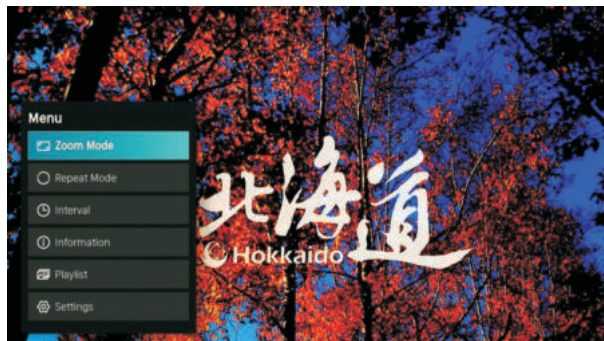 Menu
Zoom Mode
Repeat Mode
Interval
Information
Playlist
Settings
北海道
Hokkaido